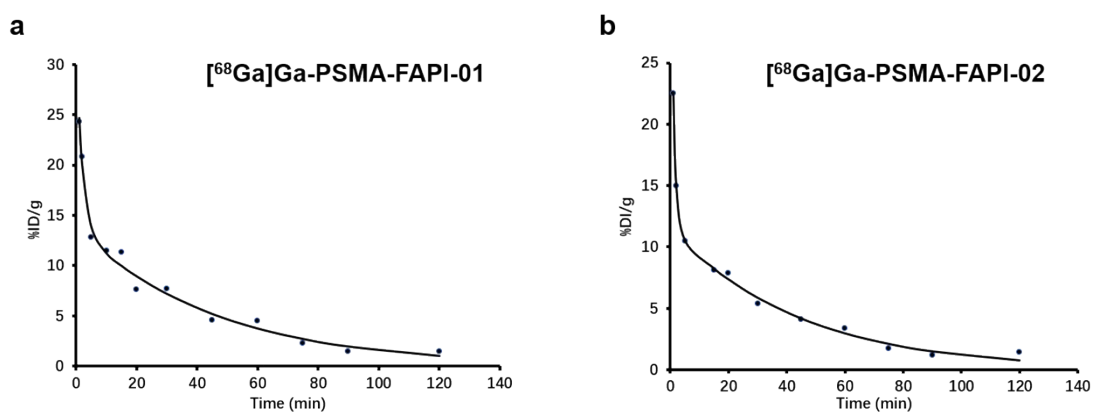 a
[⁶⁸Ga]Ga-PSMA-FAPI-01
30
25
20
15
10
5
0
%ID/g
0 20 40 60 80 100 120 140
Time (min)
b
[⁶⁸Ga]Ga-PSMA-FAPI-02
25
20
15
10
5
0
%DI/g
0 20 40 60 80 100 120 140
Time (min)